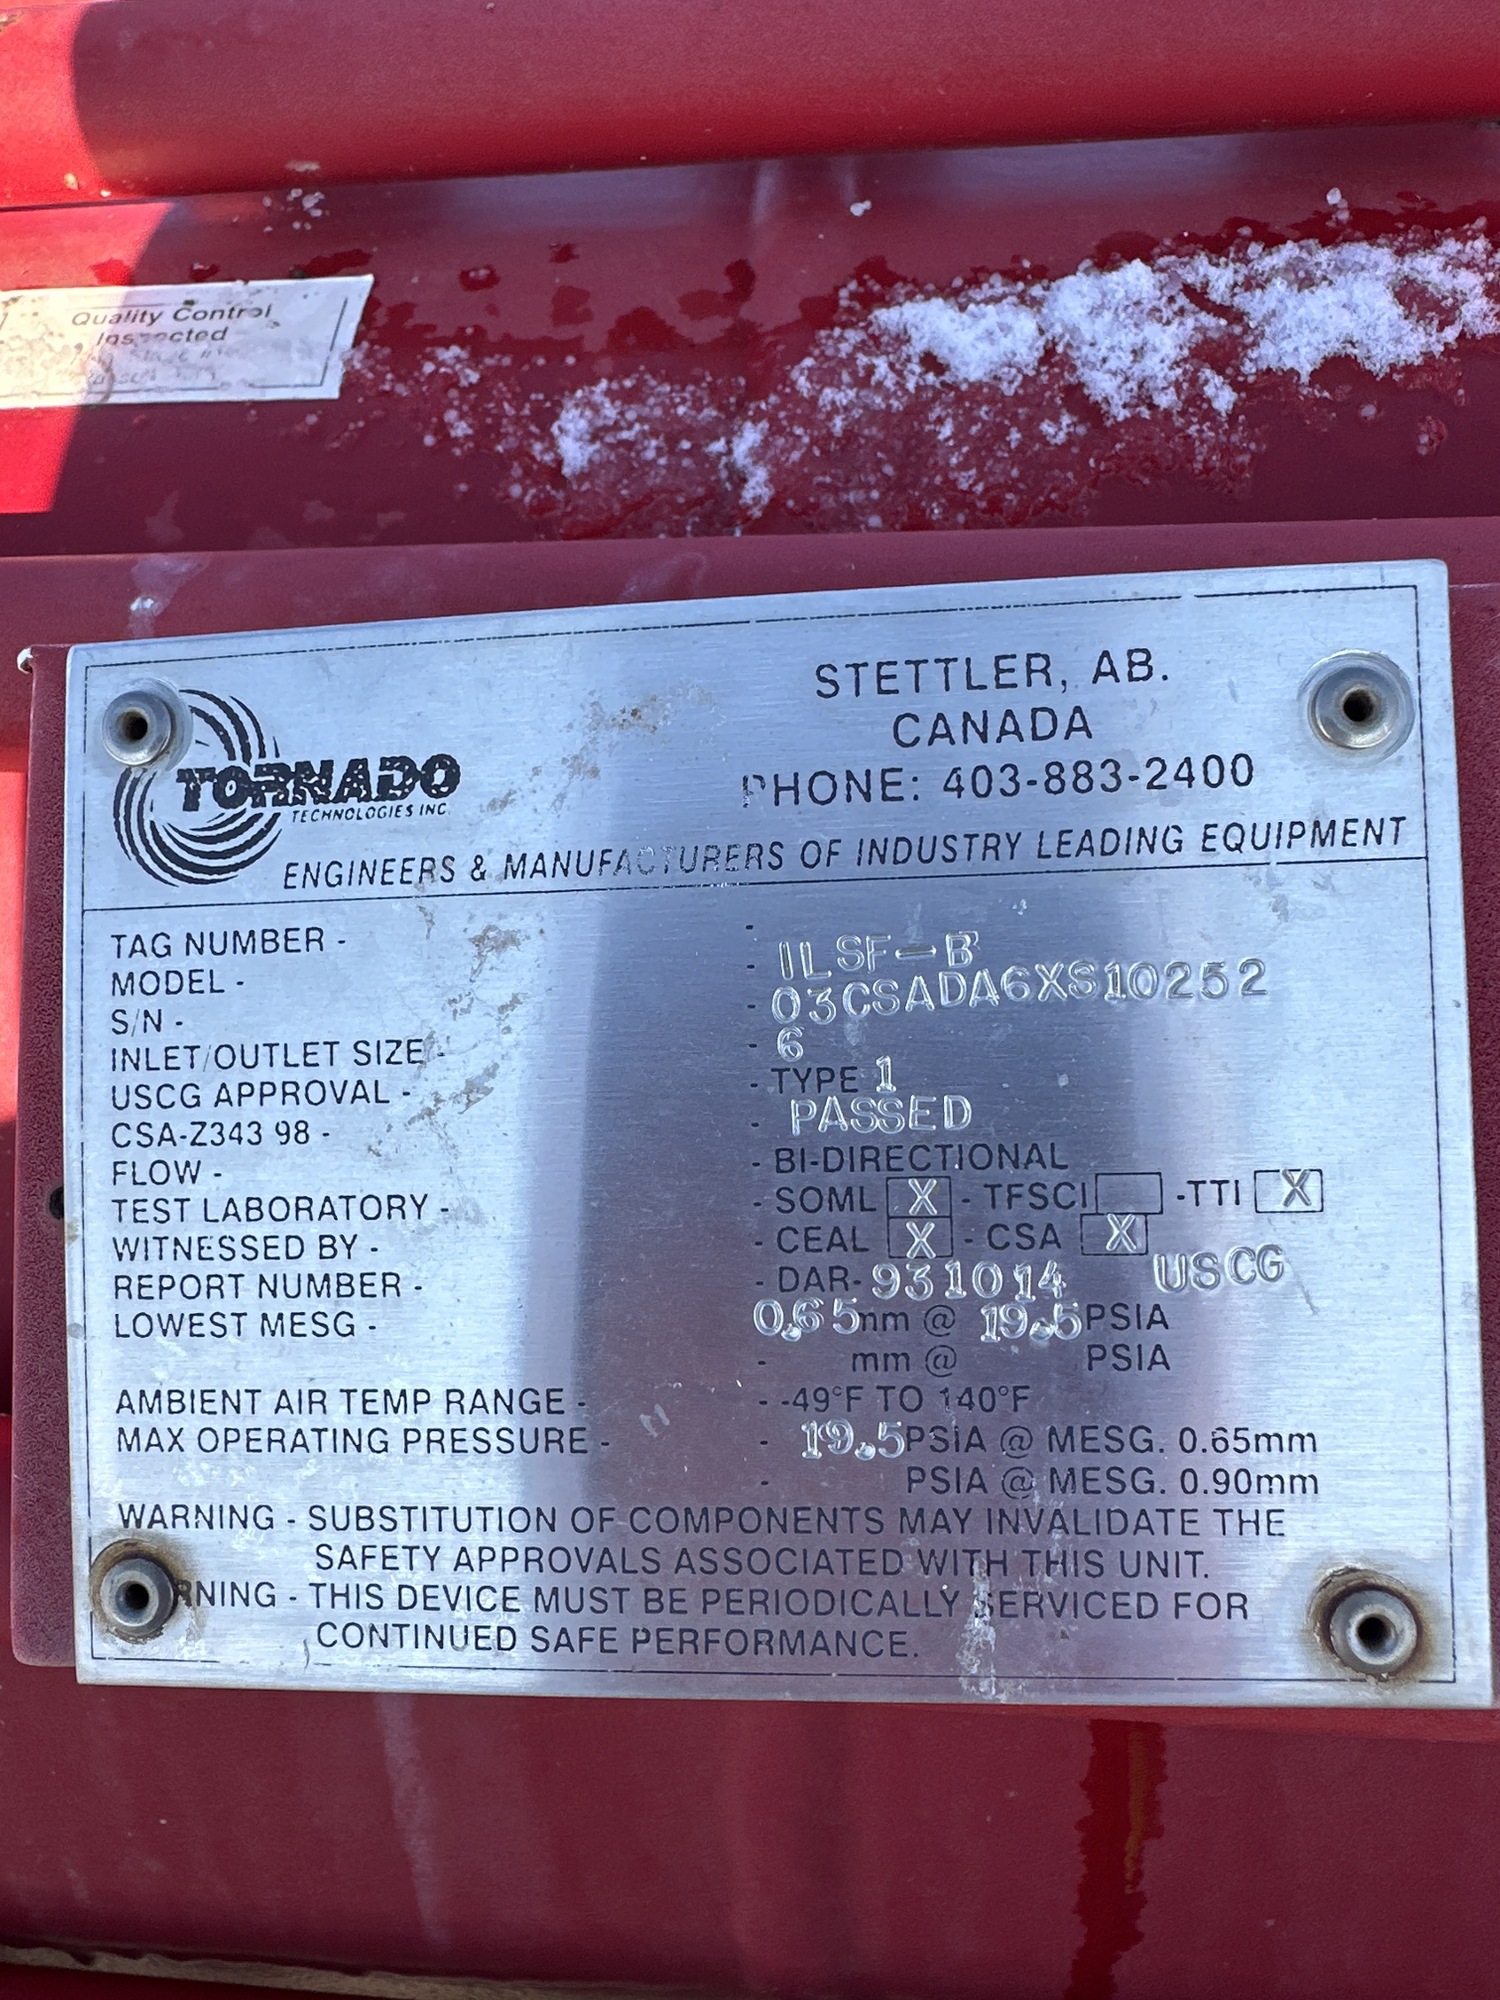 Quality Control
Inspected
TORNADO
TECHNOLOGIES INC.
STETTLER, AB.
CANADA
PHONE: 403-883-2400
ENGINEERS & MANUFACTURERS OF INDUSTRY LEADING EQUIPMENT
TAG NUMBER - -
MODEL - - 1LSF-B
S/N - - 03CSADA6XS10252
INLET/OUTLET SIZE - - 6
USCG APPROVAL - - TYPE 1
CSA-Z343 98 - - PASSED
FLOW - - BI-DIRECTIONAL
TEST LABORATORY - - SOML X - TFSCI -TTI X
WITNESSED BY - - CEAL X - CSA X
REPORT NUMBER - - DAR-931014 USCG
LOWEST MESG - 0.65mm @ 19.5PSIA
- mm @ PSIA
AMBIENT AIR TEMP RANGE - - -49°F TO 140°F
MAX OPERATING PRESSURE - - 19.5PSIA @ MESG. 0.65mm
- PSIA @ MESG. 0.90mm
WARNING - SUBSTITUTION OF COMPONENTS MAY INVALIDATE THE
SAFETY APPROVALS ASSOCIATED WITH THIS UNIT.
RNING - THIS DEVICE MUST BE PERIODICALLY SERVICED FOR
CONTINUED SAFE PERFORMANCE.